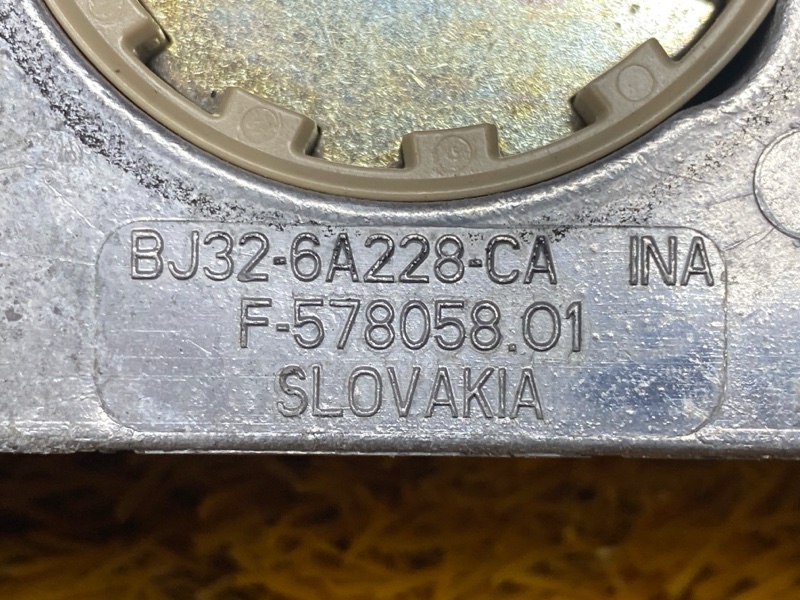 BJ32-6A228-CA INA
F-578058.01
SLOVAKIA